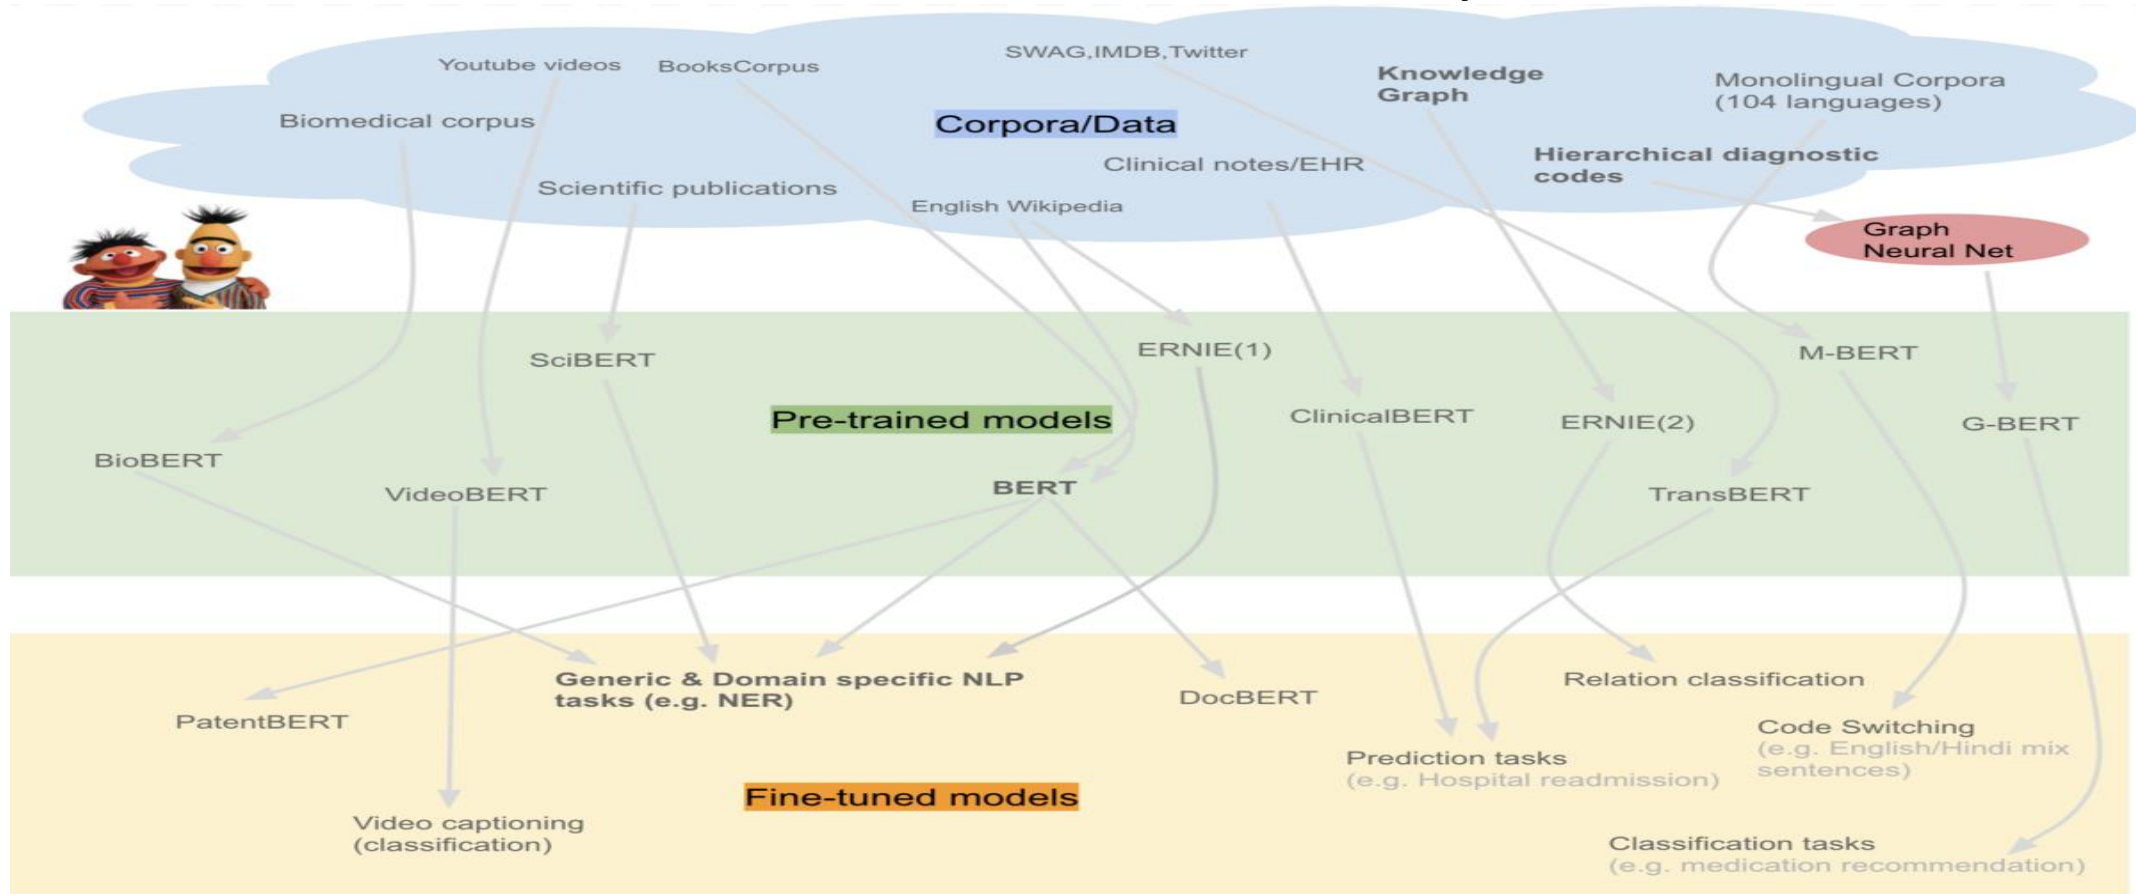 SWAG,IMDB,Twitter
Youtube videos
BooksCorpus
Knowledge
Graph
Monolingual Corpora
(104 languages)
Biomedical corpus
Corpora/Data
Clinical notes/EHR
Hierarchical diagnostic
codes
Scientific publications
English Wikipedia
Graph
Neural Net
SciBERT
ERNIE(1)
M-BERT
Pre-trained models
ClinicalBERT
ERNIE(2)
G-BERT
BioBERT
VideoBERT
BERT
TransBERT
Generic & Domain specific NLP
tasks (e.g. NER)
DocBERT
Relation classification
PatentBERT
Code Switching
(e.g. English/Hindi mix
sentences)
Prediction tasks
(e.g. Hospital readmission)
Fine-tuned models
Video captioning
(classification)
Classification tasks
(e.g. medication recommendation)